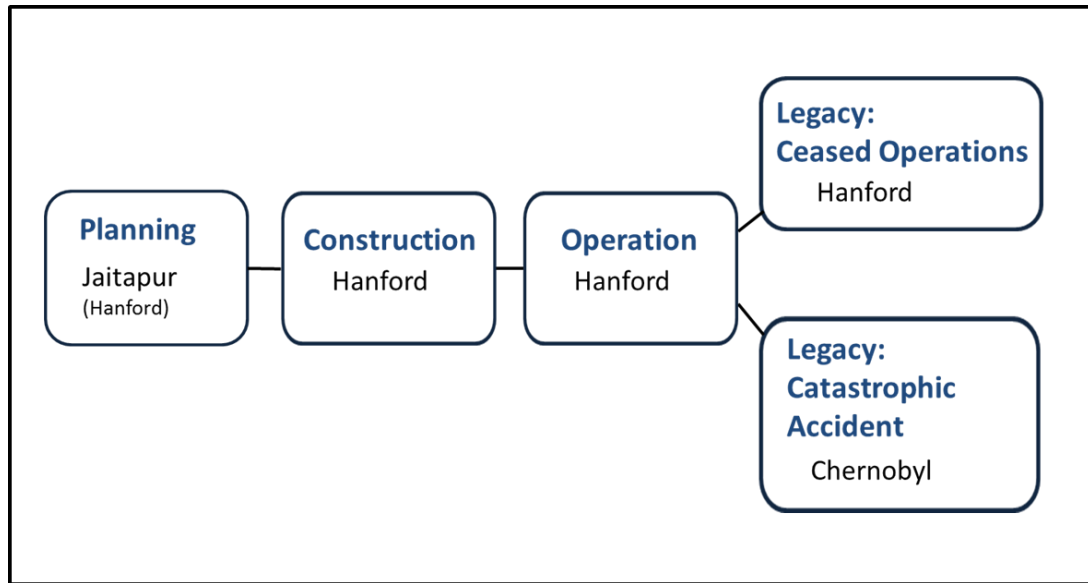 Planning
Jaitapur
(Hanford)
Construction
Hanford
Operation
Hanford
Legacy:
Ceased Operations
Hanford
Legacy:
Catastrophic
Accident
Chernobyl